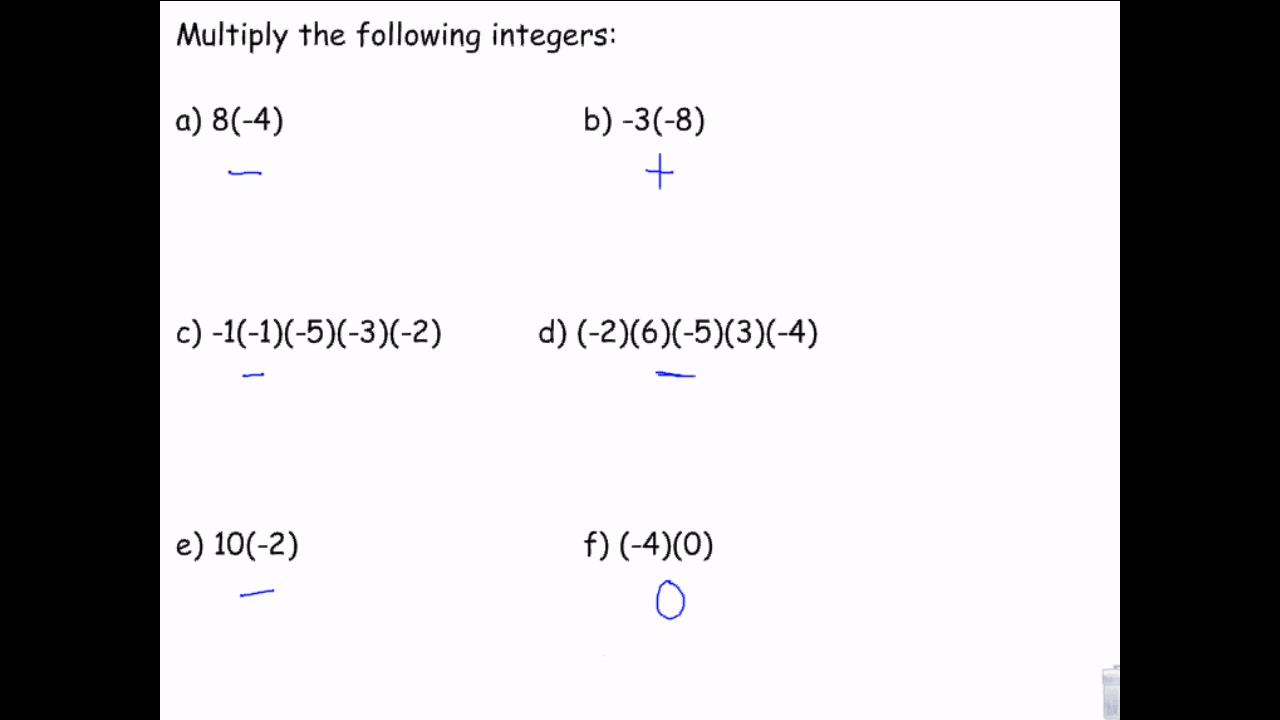 Multiply the following integers:
a) 8(-4)
b) -3(-8)
−
+
c) -1(-1)(-5)(-3)(-2)
d) (-2)(6)(-5)(3)(-4)
−
−
e) 10(-2)
f) (-4)(0)
−
0